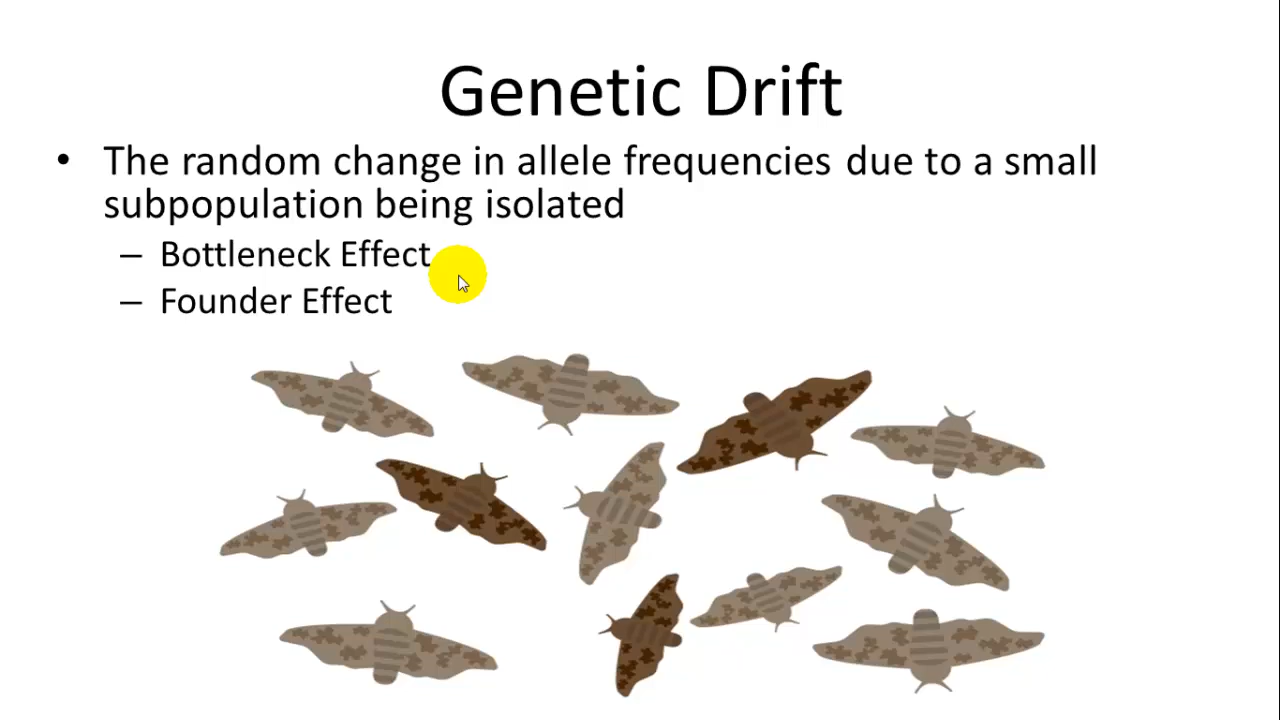 Genetic Drift
• The random change in allele frequencies due to a small
subpopulation being isolated
– Bottleneck Effect
– Founder Effect